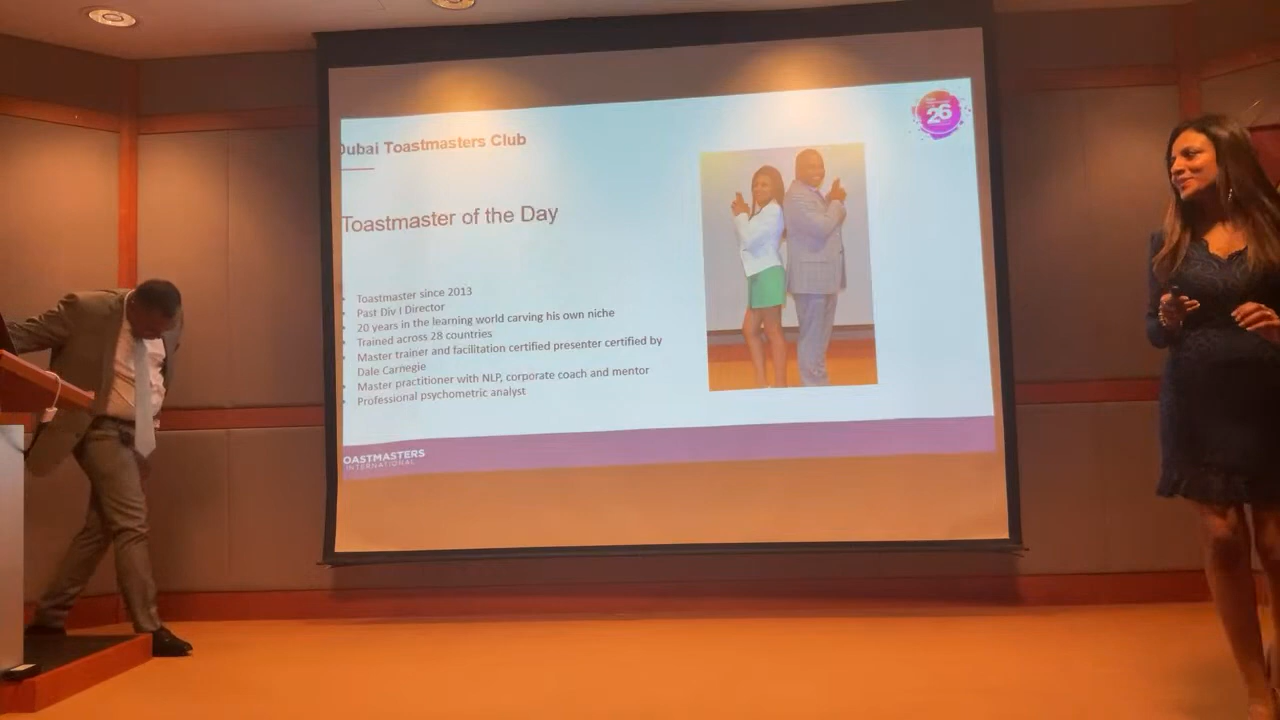 Dubai Toastmasters Club
26
Toastmaster of the Day
Toastmaster since 2013
Past Div I Director
20 years in the learning world carving his own niche
Trained across 28 countries
Master trainer and facilitation certified presenter certified by
Dale Carnegie
Master practitioner with NLP, corporate coach and mentor
Professional psychometric analyst
OASTMASTERS
INTERNATIONAL